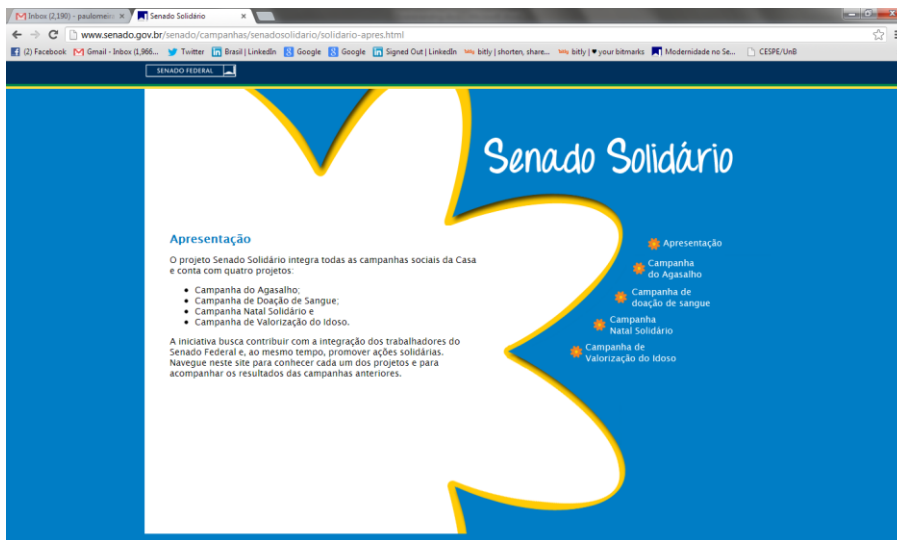 Inbox (2,190) - paulomeir
Senado Solidário
www.senado.gov.br/senado/campanhas/senadosolidario/solidario-apres.html
(2) Facebook Gmail - Inbox (1,966... Twitter Brasil | LinkedIn Google Google Signed Out | LinkedIn bitly | shorten, share... bitly | ♥ your bitmarks Modernidade no Se... CESPE/UnB
SENADO FEDERAL
Senado Solidário
Apresentação
O projeto Senado Solidário integra todas as campanhas sociais da Casa
e conta com quatro projetos:
• Campanha do Agasalho;
• Campanha de Doação de Sangue;
• Campanha Natal Solidário e
• Campanha de Valorização do Idoso.
A iniciativa busca contribuir com a integração dos trabalhadores do
Senado Federal e, ao mesmo tempo, promover ações solidárias.
Navegue neste site para conhecer cada um dos projetos e para
acompanhar os resultados das campanhas anteriores.
Apresentação
Campanha
do Agasalho
Campanha de
doação de sangue
Campanha
Natal Solidário
Campanha de
Valorização do Idoso